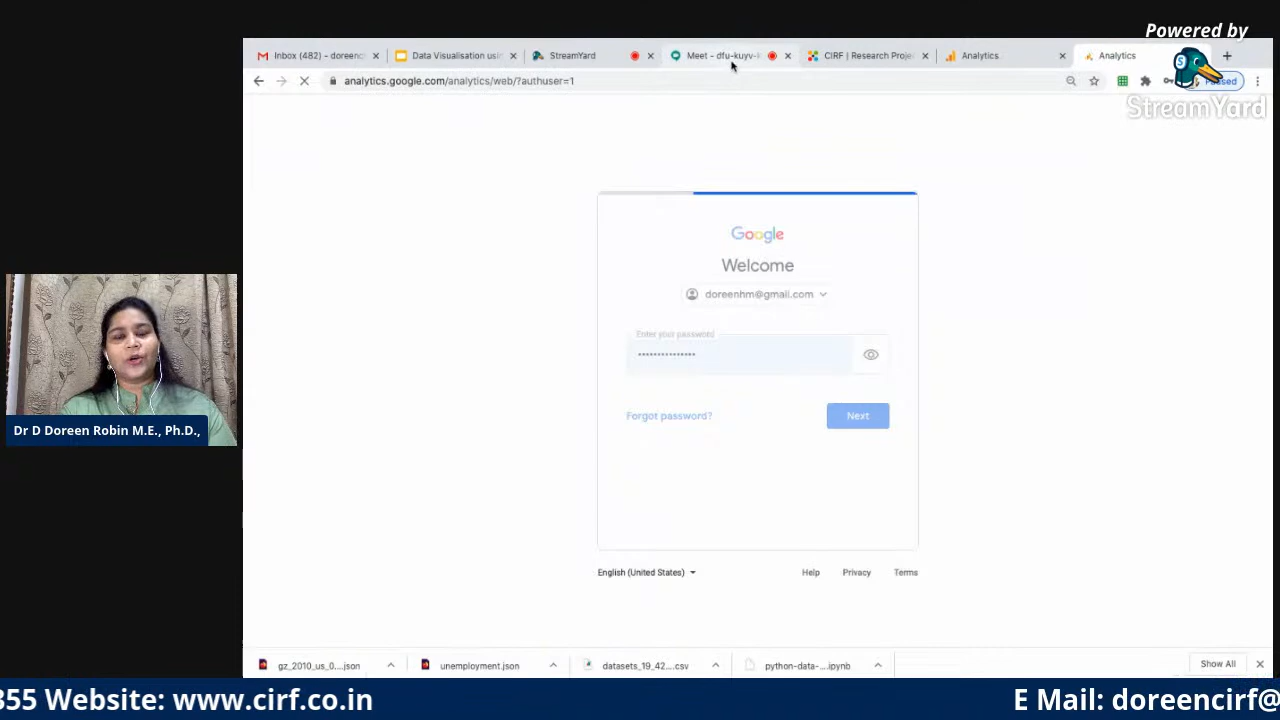 Powered by
StreamYard
Inbox (482) - doreenc
Data Visualisation usin
StreamYard
Meet - dfu-kuyv-
CIRF | Research Proje
Analytics
Analytics
analytics.google.com/analytics/web/?authuser=1
Paused
Google
Welcome
doreenhm@gmail.com
Enter your password
•••••••••••••••
Forgot password?
Next
English (United States)
Help
Privacy
Terms
Dr D Doreen Robin M.E., Ph.D.,
gz_2010_us_0....json
unemployment.json
datasets_19_42....csv
python-data-....ipynb
Show All
355 Website: www.cirf.co.in
E Mail: doreencirf@